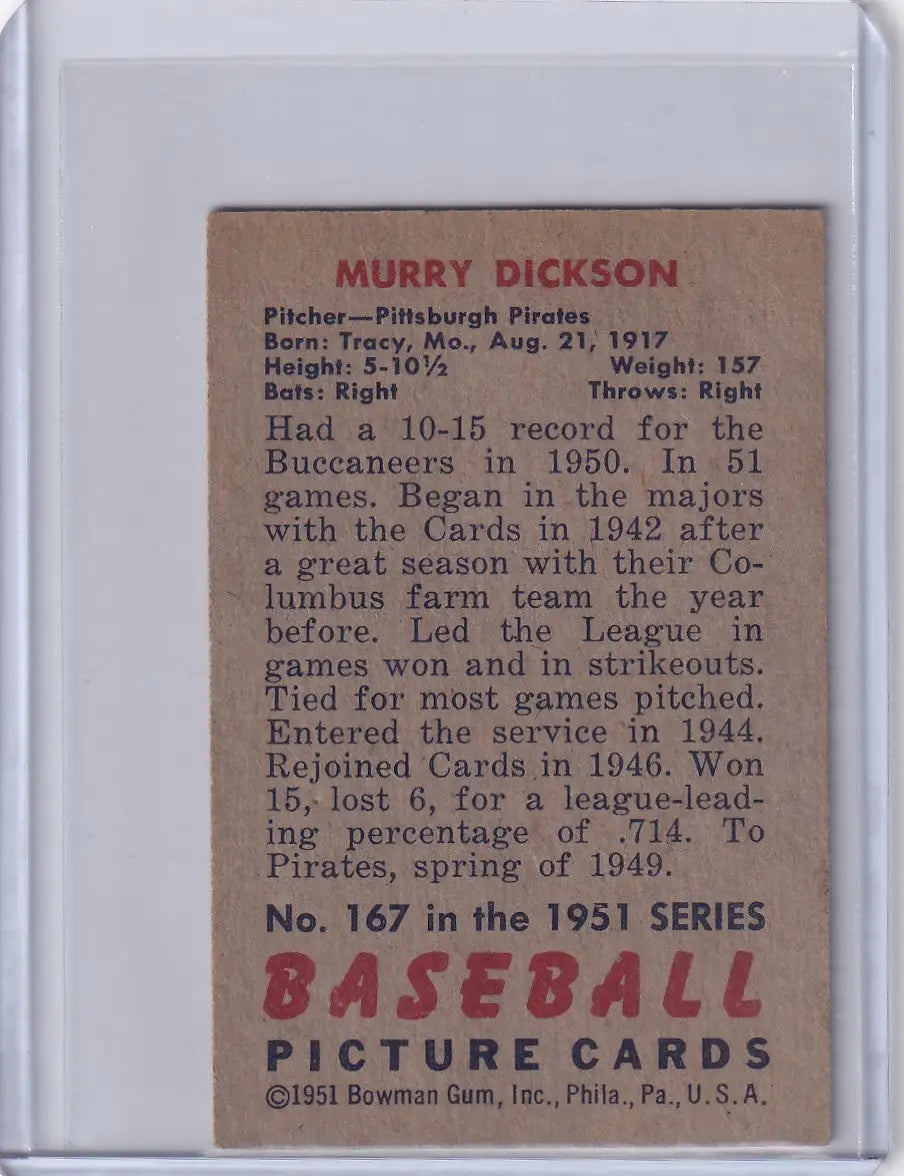 MURRY DICKSON
Pitcher—Pittsburgh Pirates
Born: Tracy, Mo., Aug. 21, 1917
Height: 5-10½ Weight: 157
Bats: Right Throws: Right
Had a 10-15 record for the
Buccaneers in 1950. In 51
games. Began in the majors
with the Cards in 1942 after
a great season with their Co-
lumbus farm team the year
before. Led the League in
games won and in strikeouts.
Tied for most games pitched.
Entered the service in 1944.
Rejoined Cards in 1946. Won
15, lost 6, for a league-lead-
ing percentage of .714. To
Pirates, spring of 1949.
No. 167 in the 1951 SERIES
BASEBALL
PICTURE CARDS
©1951 Bowman Gum, Inc., Phila., Pa., U.S.A.